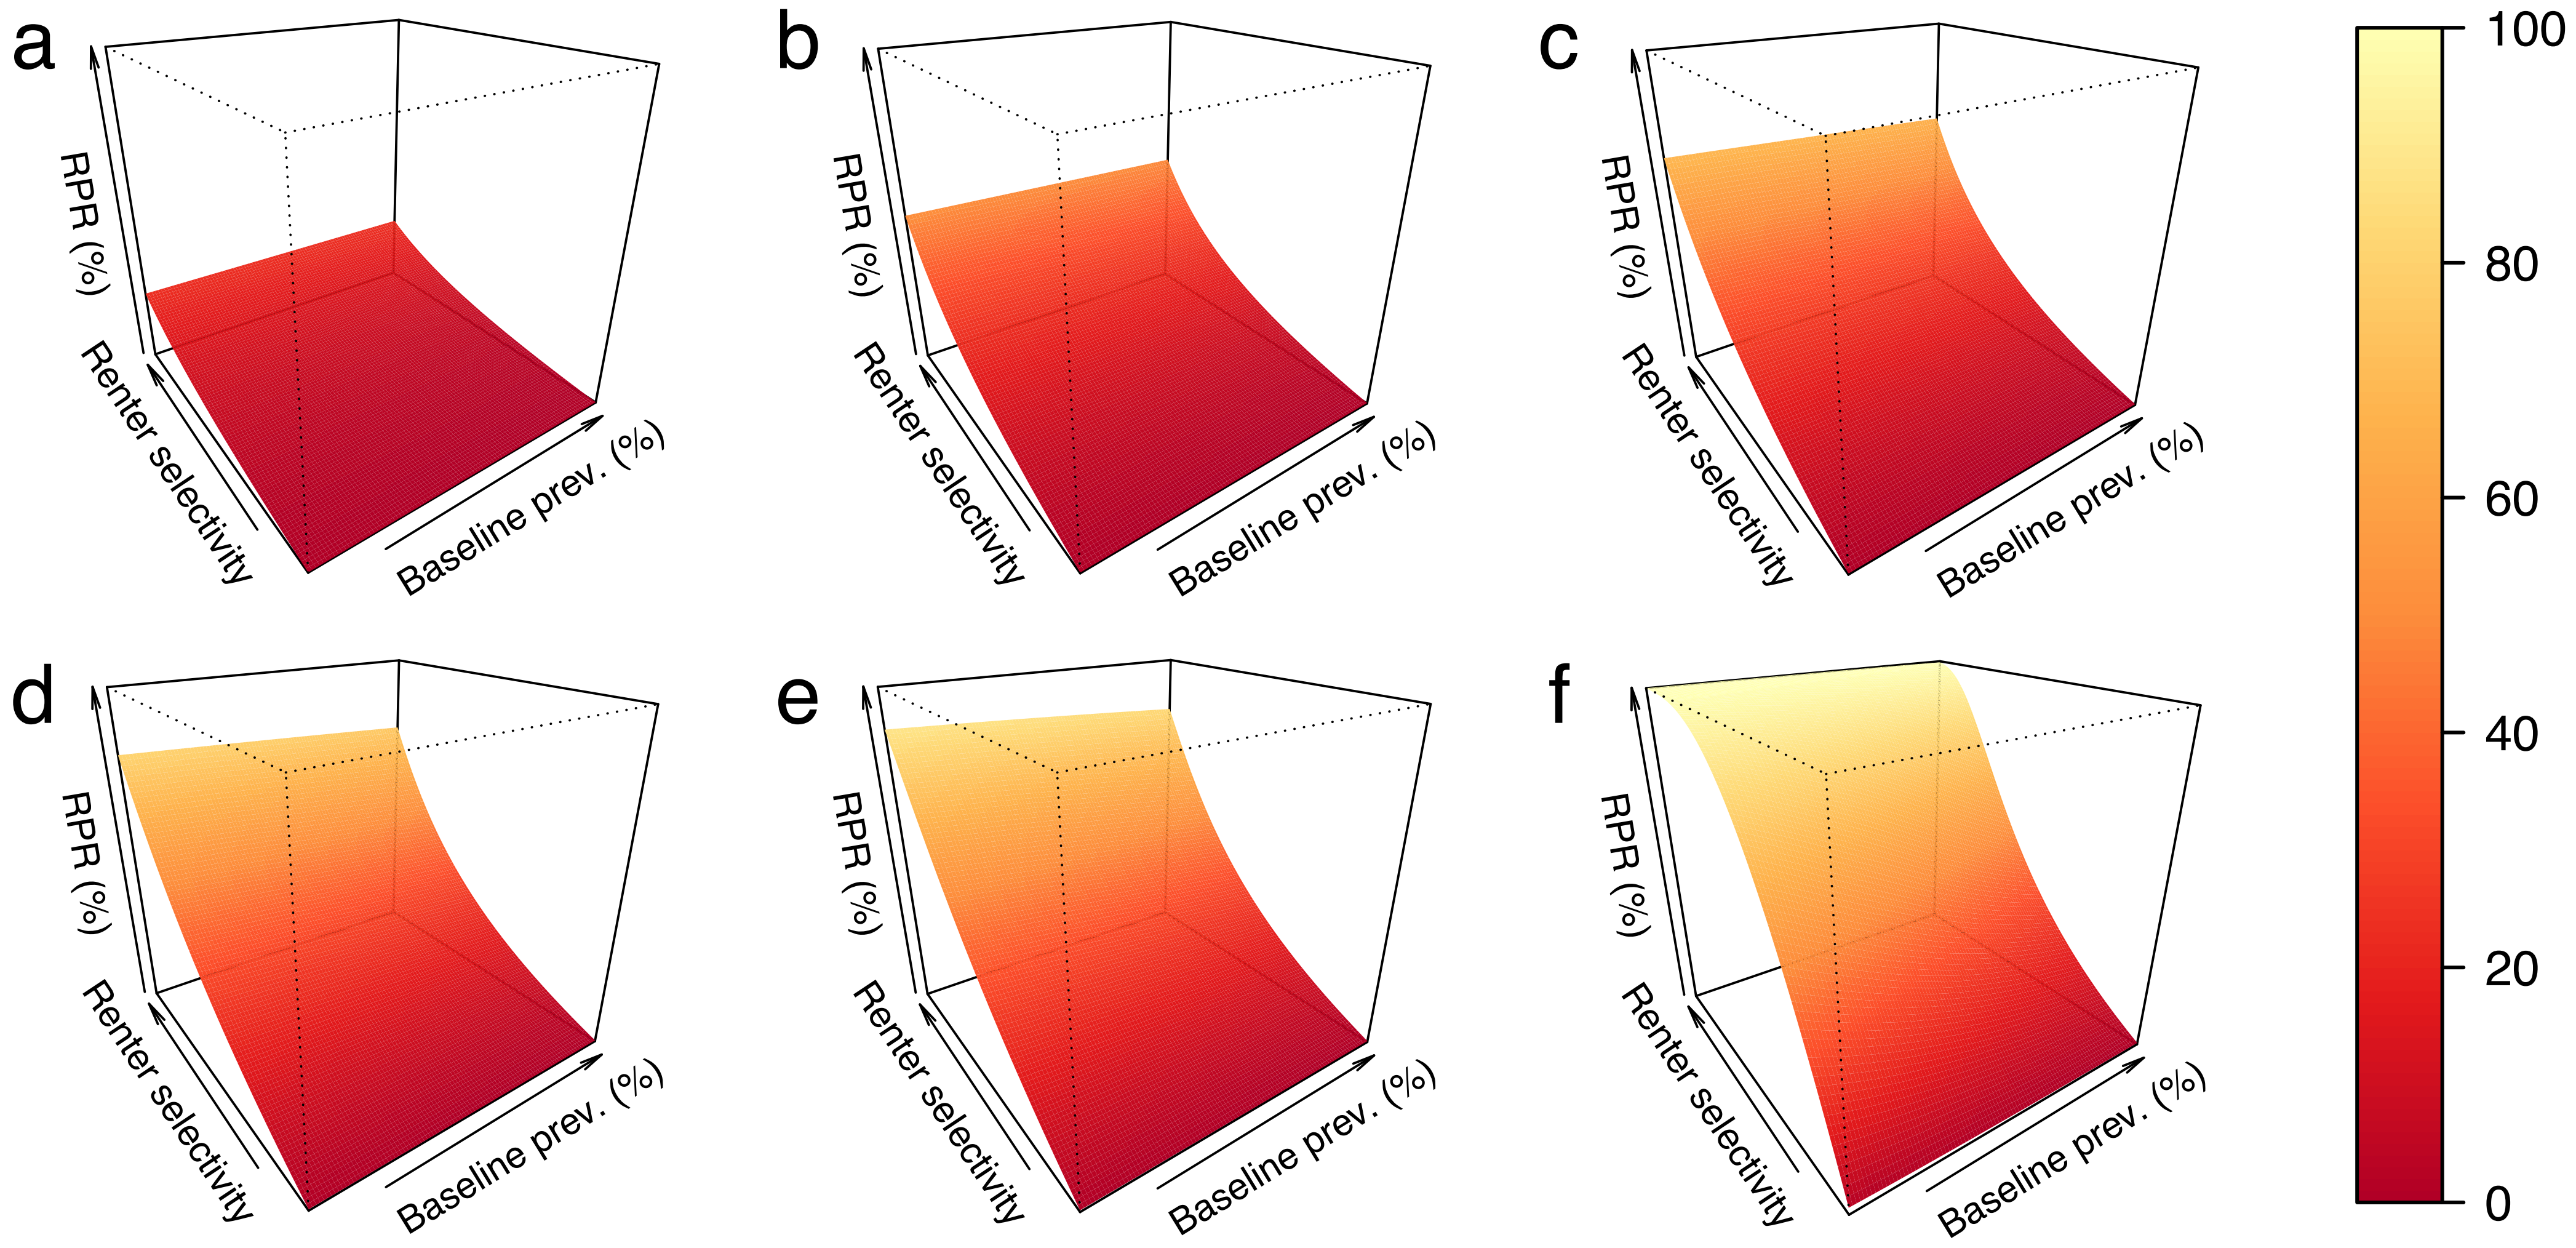 a
RPR (%)
Renter selectivity
Baseline prev. (%)
b
RPR (%)
Renter selectivity
Baseline prev. (%)
c
RPR (%)
Renter selectivity
Baseline prev. (%)
d
RPR (%)
Renter selectivity
Baseline prev. (%)
e
RPR (%)
Renter selectivity
Baseline prev. (%)
f
RPR (%)
Renter selectivity
Baseline prev. (%)
100
80
60
40
20
0